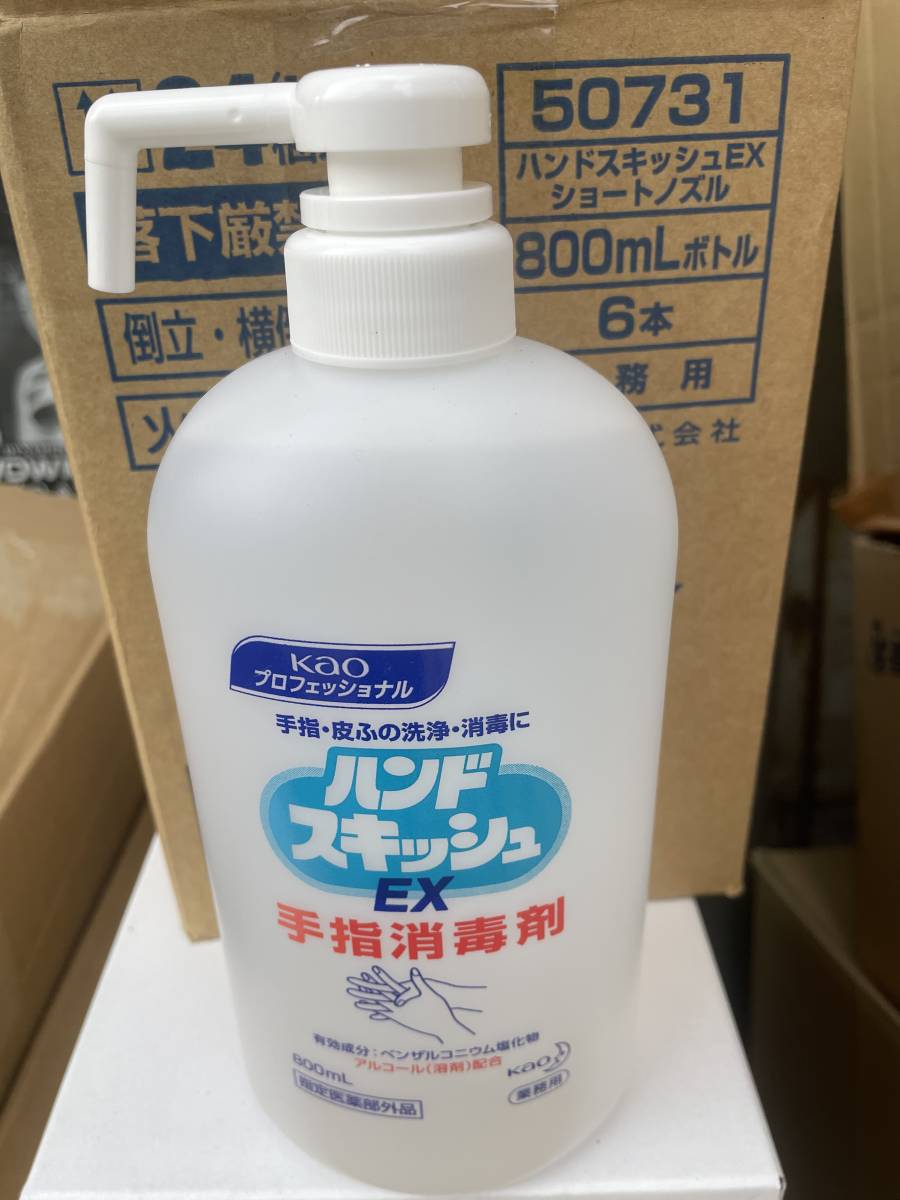 50731
ハンドスキッシュEX
ショートノズル
800mLボトル
6本
務用
会社
24
落下厳禁
倒立・横
火
Kao
プロフェッショナル
手指・皮ふの洗浄・消毒に
ハンド
スキッシュ
EX
手指消毒剤
有効成分：ベンザルコニウム塩化物
アルコール（溶剤）配合
800mL
指定医薬部外品
Kao
業務用